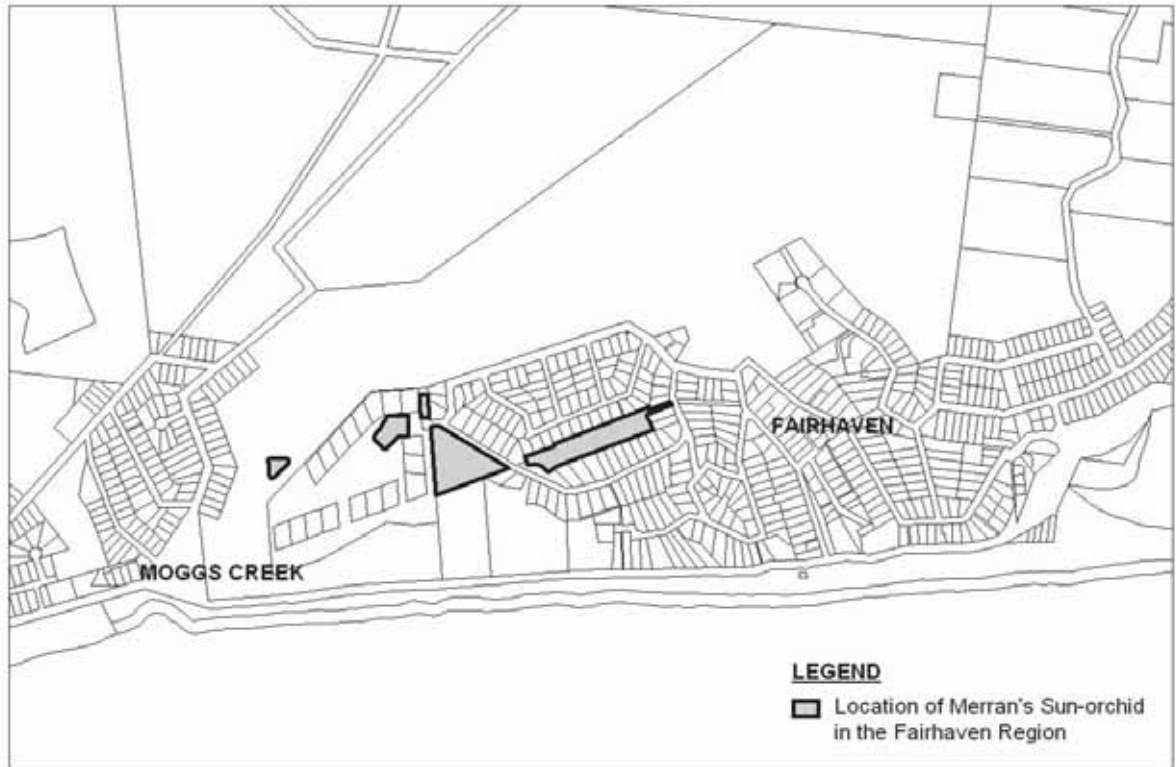 FAIRHAVEN
MOGGS CREEK
LEGEND
Location of Merran's Sun-orchid
in the Fairhaven Region